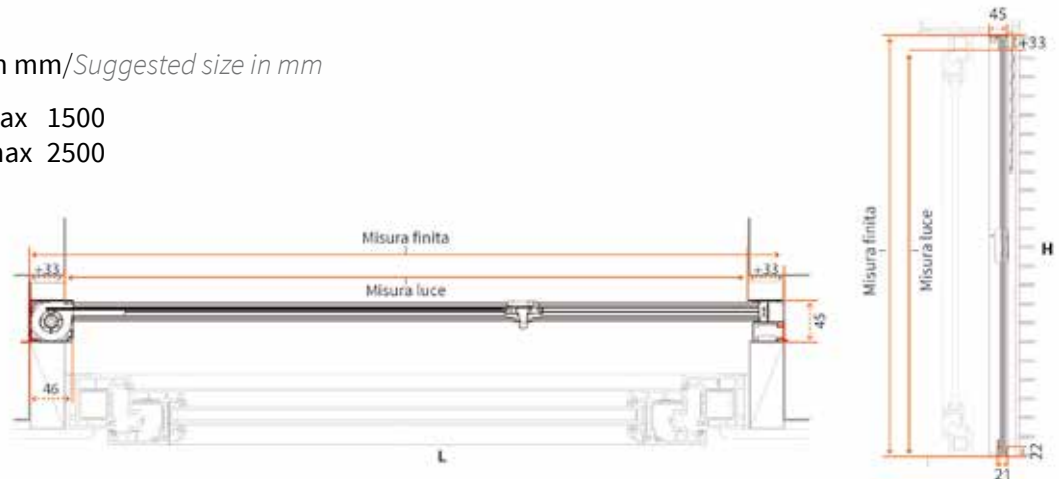 n mm/Suggested size in mm
ax 1500
nax 2500
Misura finita
+33
+33
Misura luce
45
46
L
45
+33
Misura finita
Misura luce
H
22
21